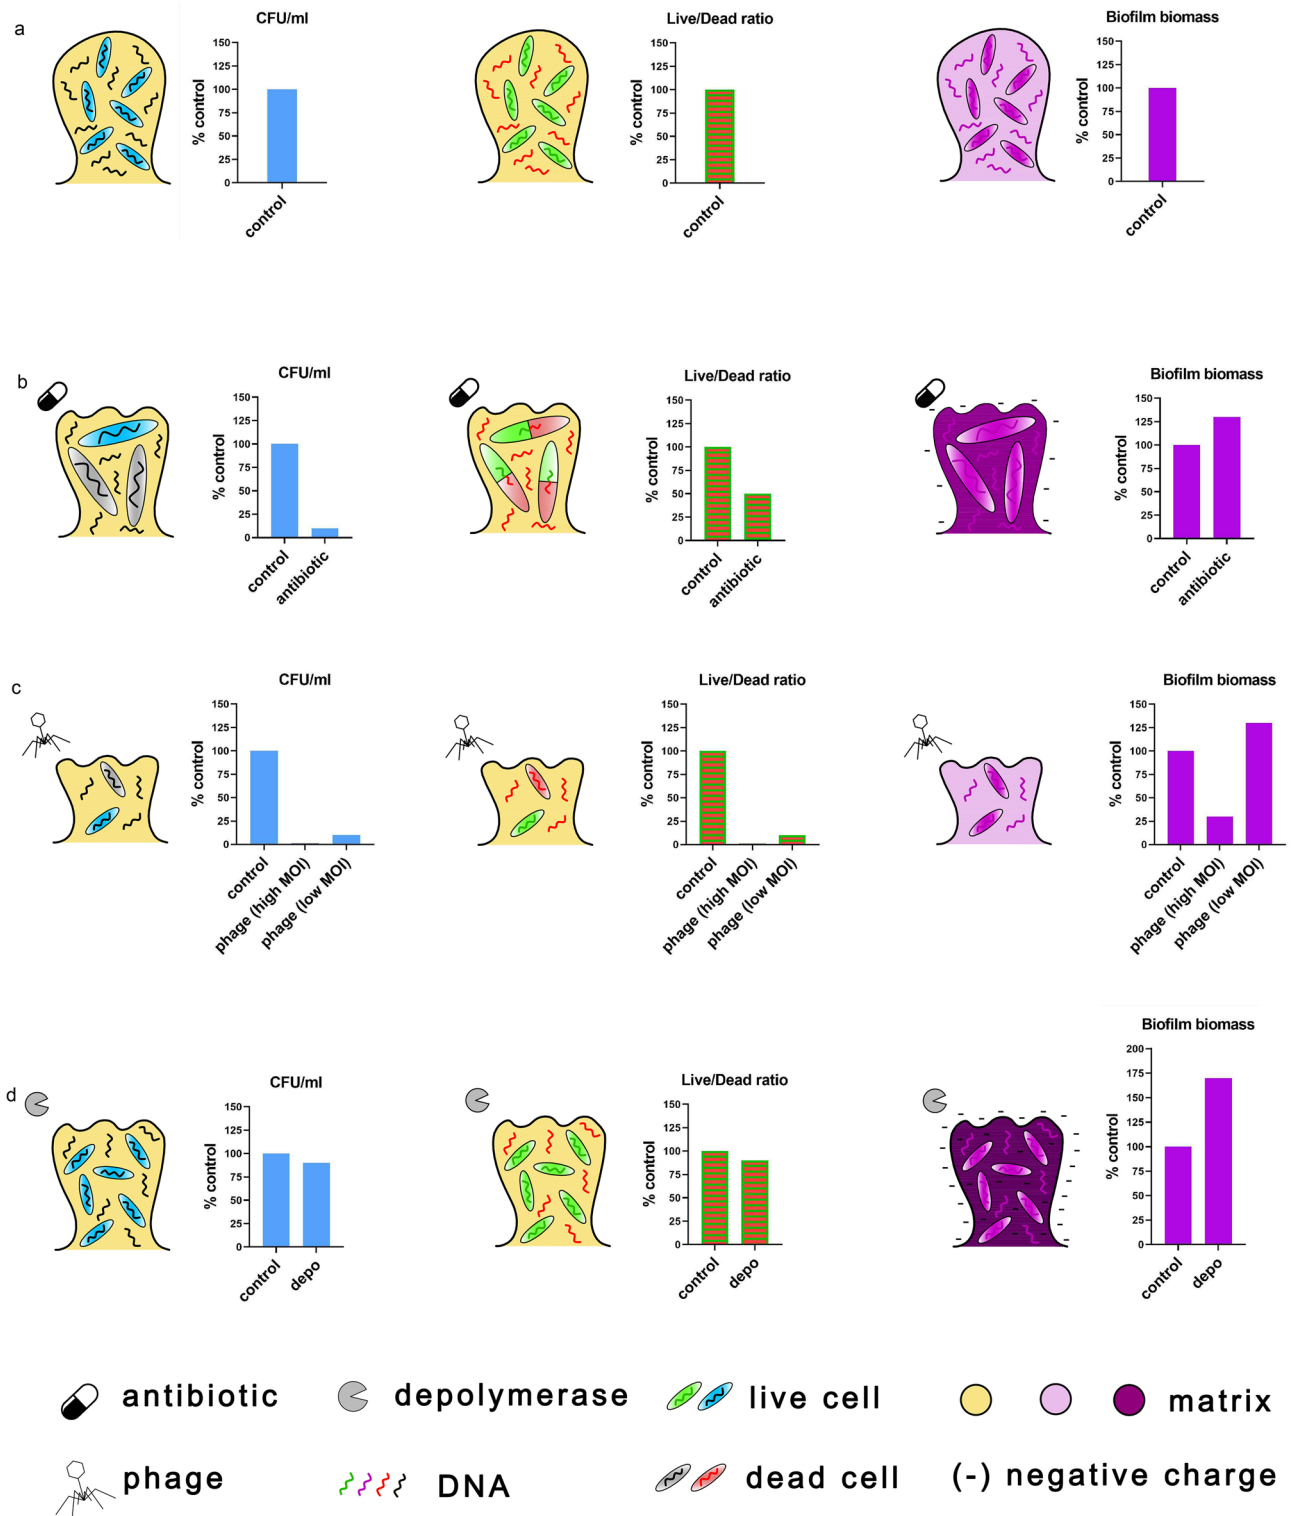 a
CFU/ml
% control
150
125
100
75
50
25
0
control
Live/Dead ratio
% control
150
125
100
75
50
25
0
control
Biofilm biomass
% control
150
125
100
75
50
25
0
control
b
CFU/ml
% control
150
125
100
75
50
25
0
control
antibiotic
Live/Dead ratio
% control
150
125
100
75
50
25
0
control
antibiotic
Biofilm biomass
% control
150
125
100
75
50
25
0
control
antibiotic
c
CFU/ml
% control
150
125
100
75
50
25
0
control
phage (high MOI)
phage (low MOI)
Live/Dead ratio
% control
150
125
100
75
50
25
0
control
phage (high MOI)
phage (low MOI)
Biofilm biomass
% control
150
125
100
75
50
25
0
control
phage (high MOI)
phage (low MOI)
d
CFU/ml
% control
150
125
100
75
50
25
0
control
depo
Live/Dead ratio
% control
150
125
100
75
50
25
0
control
depo
Biofilm biomass
% control
200
175
150
125
100
75
50
25
0
control
depo
antibiotic
depolymerase
live cell
matrix
phage
DNA
dead cell
(-) negative charge